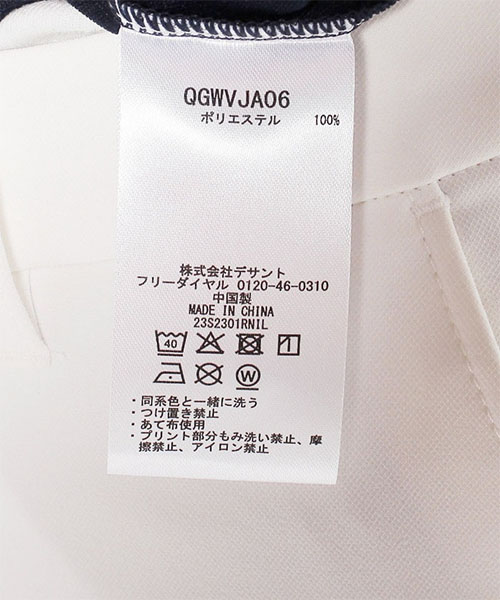 QGWVJA06
ポリエステル 100%
株式会社デサント
フリーダイヤル 0120-46-0310
中国製
MADE IN CHINA
23S2301RNIL
40
W
・同系色と一緒に洗う
・つけ置き禁止
・あて布使用
・プリント部分もみ洗い禁止、摩
擦禁止、アイロン禁止